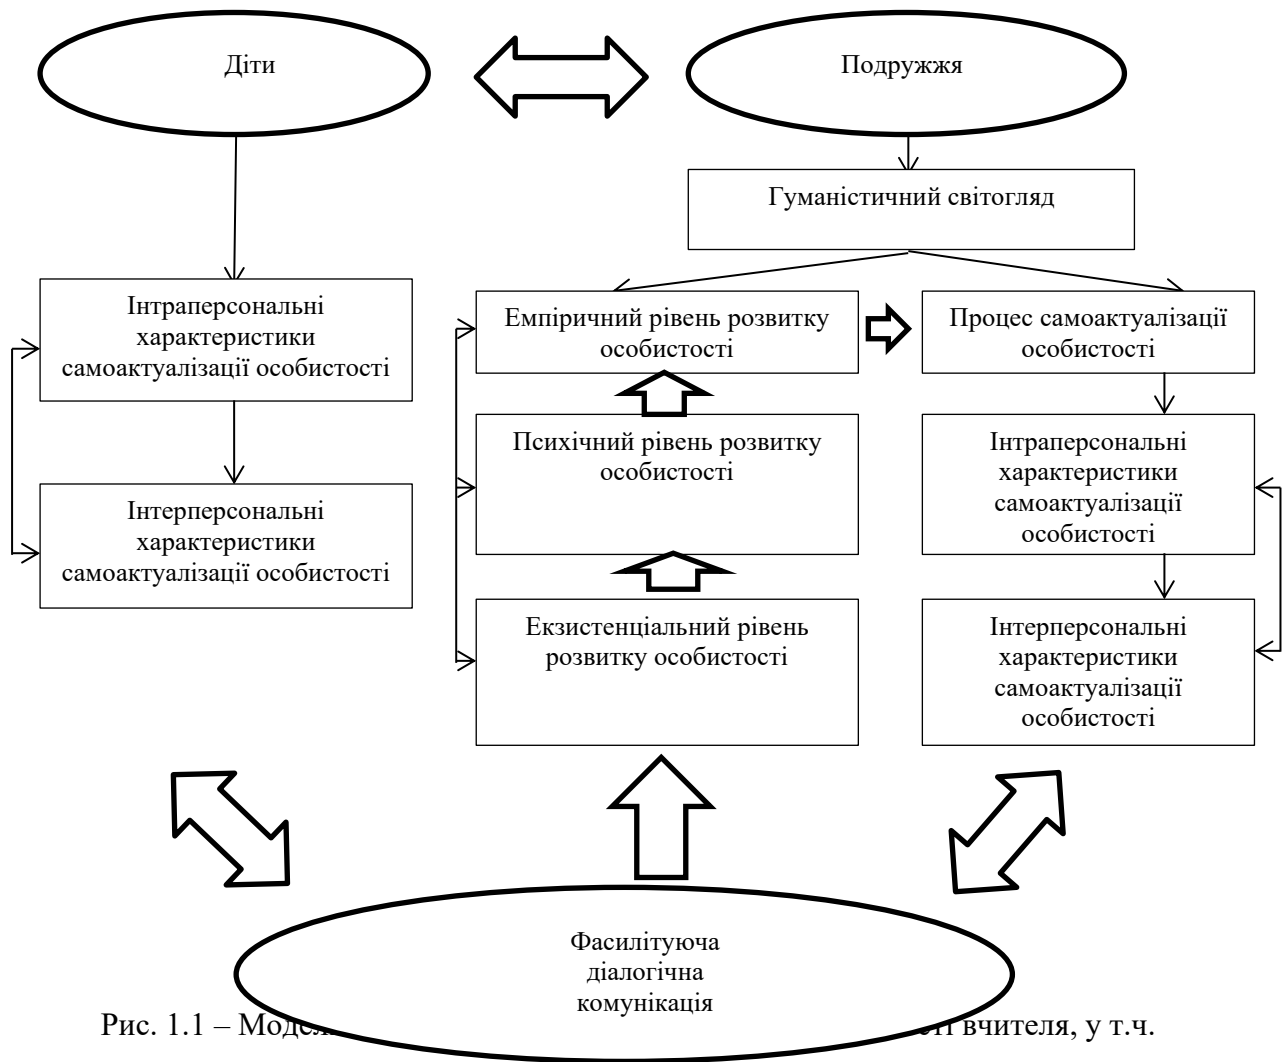 Діти
Подружжя
Гуманістичний світогляд
Інтраперсональні
характеристики
самоактуалізації особистості
Емпіричний рівень розвитку
особистості
Процес самоактуалізації
особистості
Психічний рівень розвитку
особистості
Інтраперсональні
характеристики
самоактуалізації
особистості
Інтерперсональні
характеристики
самоактуалізації особистості
Екзистенціальний рівень
розвитку особистості
Інтерперсональні
характеристики
самоактуалізації
особистості
Фасилітуюча
діалогічна
комунікація
Рис. 1.1 – вчителя, у т.ч.